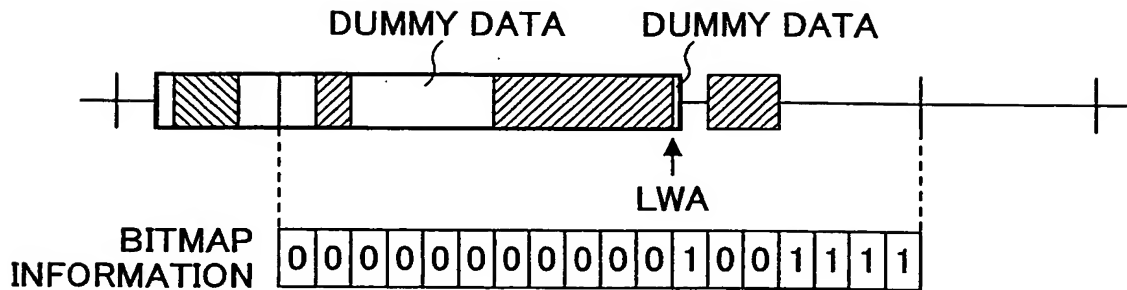 DUMMY DATA
DUMMY DATA
LWA
BITMAP
INFORMATION
0 0 0 0 0 0 0 0 0 0 0 1 0 0 1 1 1 1